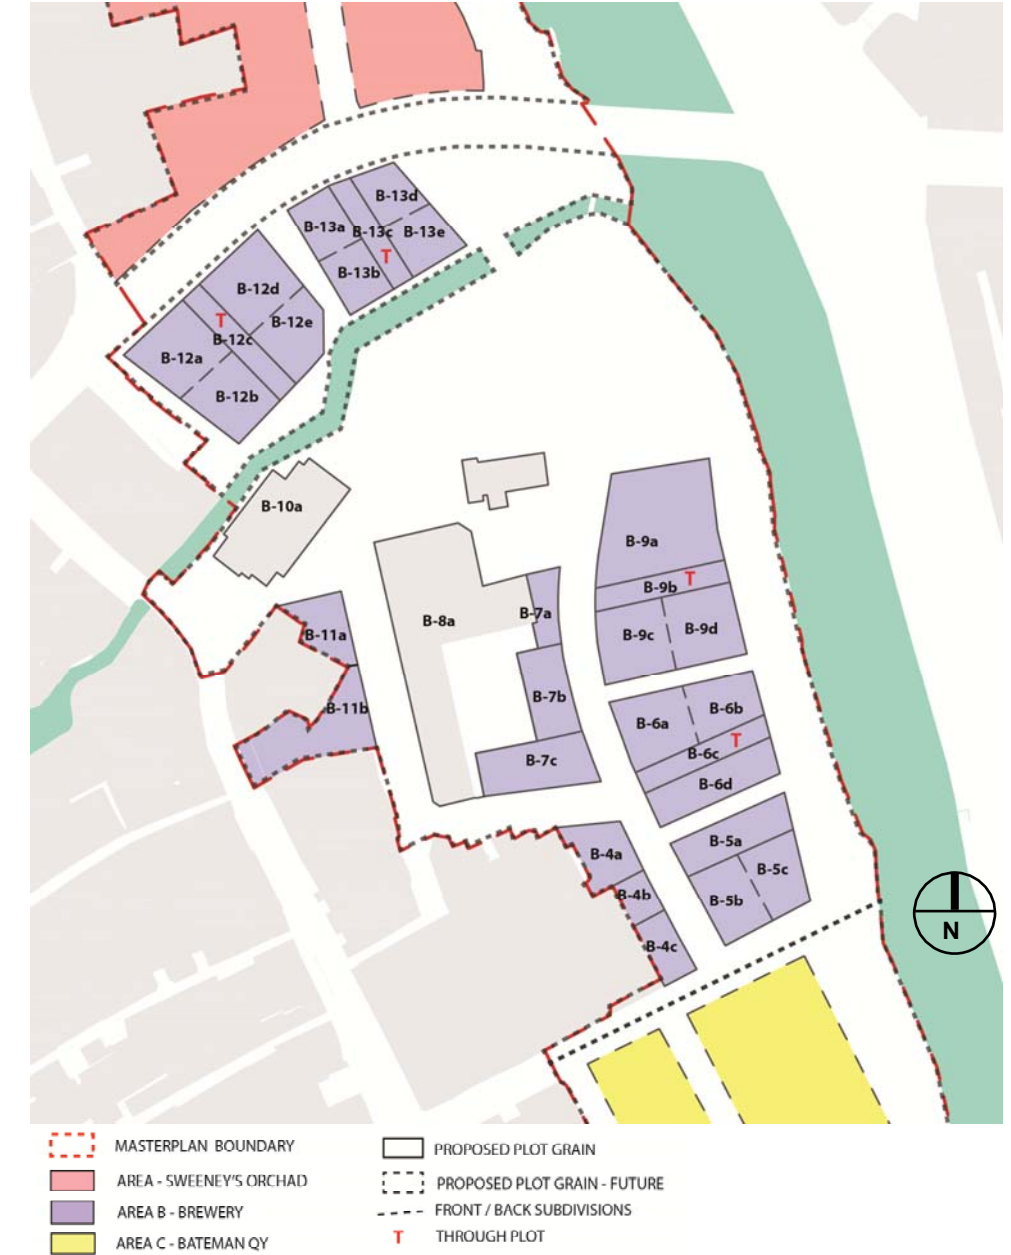 B-13d
B-13a
B-13c
B-13e
T
B-13b
B-12d
T
B-12e
B-12c
B-12a
B-12b
B-10a
B-9a
T
B-9b
B-7a
B-8a
B-9c
B-9d
B-11a
B-7b
B-11b
B-6b
B-6a
T
B-6c
B-7c
B-6d
B-5a
B-4a
B-5c
B-4b
B-5b
N
B-4c
MASTERPLAN BOUNDARY
AREA - SWEENEY'S ORCHAD
AREA B - BREWERY
AREA C - BATEMAN QY
PROPOSED PLOT GRAIN
PROPOSED PLOT GRAIN - FUTURE
FRONT / BACK SUBDIVISIONS
T THROUGH PLOT